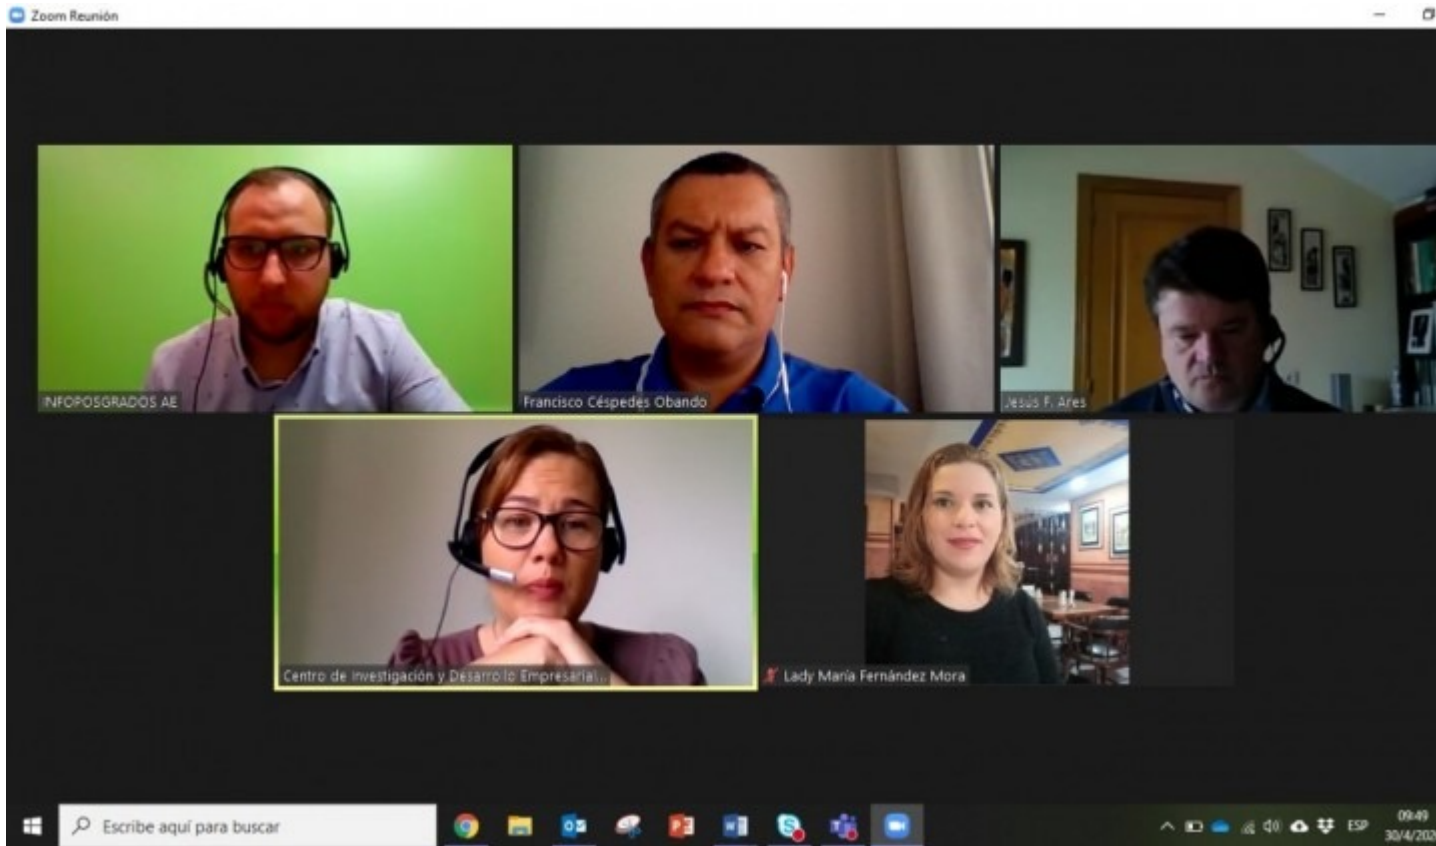 Zoom Reunión
INFOPOSGRADOS AE
Francisco Céspedes Obando
Jesús F. Ares
Centro de Investigación y Desarrollo Empresarial...
Lady María Fernández Mora
Escribe aquí para buscar
ESP
09:49
30/4/202